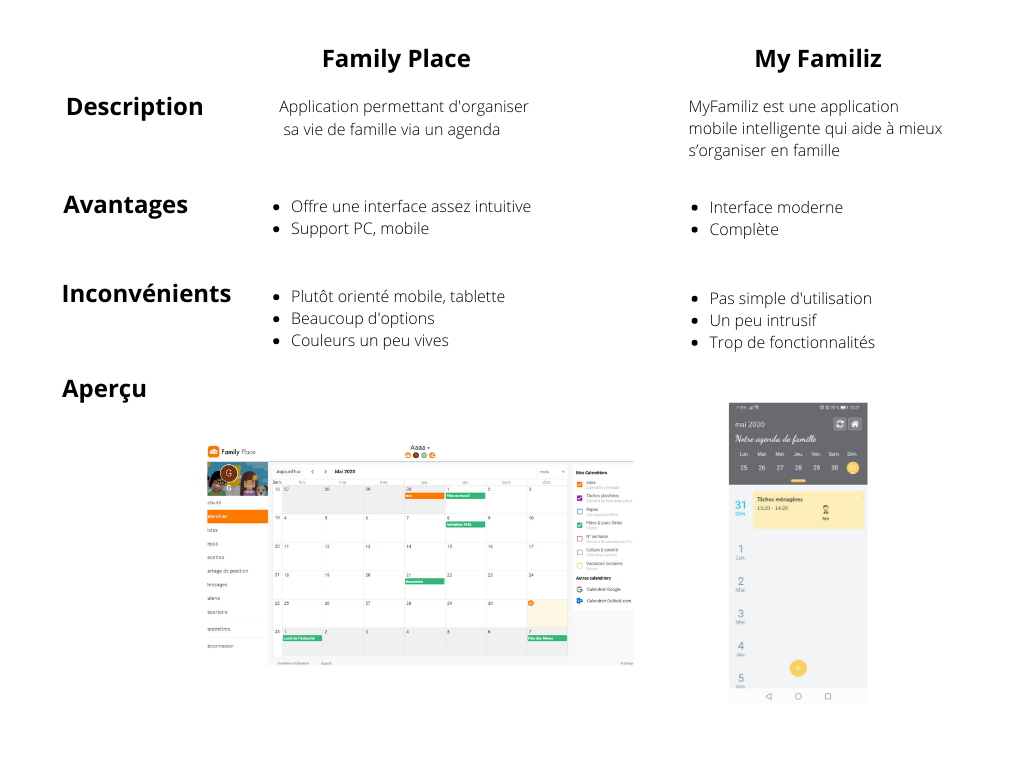 Family Place
My Familiz
Description
Application permettant d'organiser
sa vie de famille via un agenda
MyFamiliz est une application
mobile intelligente qui aide à mieux
s’organiser en famille
Avantages
Offre une interface assez intuitive
Support PC, mobile
Interface moderne
Complète
Inconvénients
Plutôt orienté mobile, tablette
Beaucoup d'options
Couleurs un peu vives
Pas simple d'utilisation
Un peu intrusif
Trop de fonctionnalités
Aperçu
Family Place
Aaaa
G
G
Aujourd'hui
Mai 2020
mois
Sem. lun. mar. mer. jeu. ven. sam. dim.
18 27 28 29 30 1 2 3
Fête du travail
19 4 5 6 7 8 9 10
Armistice 1945
20 11 12 13 14 15 16 17
21 18 19 20 21 22 23 24
Ascension
22 25 26 27 28 29 30 31
23 1 2 3 4 5 6 7
Lundi de Pentecôte
Fête des Mères
Mes Calendriers
aaaa
Calendrier principal
Tâches planifiées
Repas
Fêtes & jours fériés
N° semaine
Culture & société
Vacances Scolaires
Autres calendriers
Calendrier Google
Calendrier Outlook.com
ctivité
alendrier
istes
epas
ecettes
artage de position
essages
alerie
épertoire
aramètres
éconnexion
Conditions d'utilisation
Support
mai 2020
Notre agenda de famille
Lun. Mar. Mer. Jeu. Ven. Sam. Dim.
25 26 27 28 29 30 31
31
Dim.
Tâches ménagères
13:20 - 14:20
Moi
1
Lun.
2
Mar.
3
Mer.
4
Jeu.
5
Ven.
+